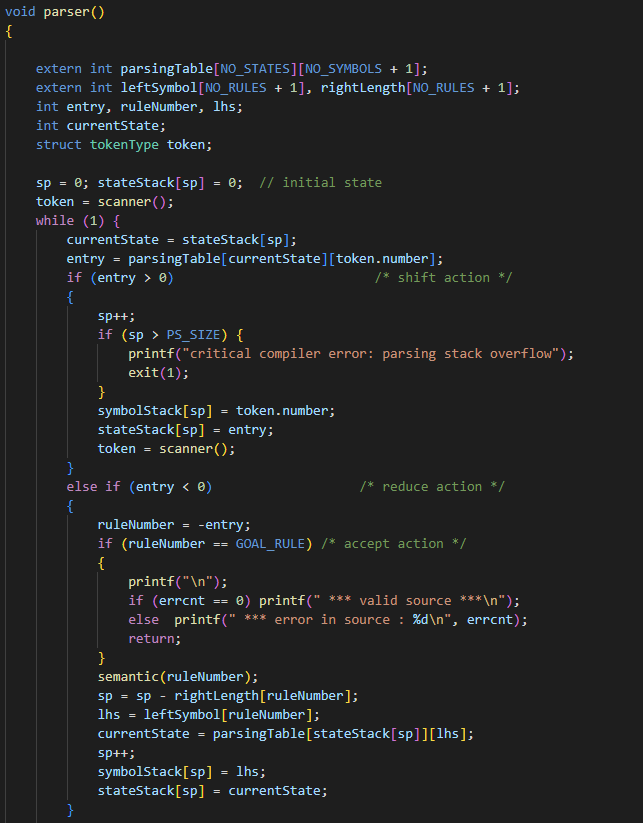 void parser()
{
extern int parsingTable[NO_STATES][NO_SYMBOLS + 1];
extern int leftSymbol[NO_RULES + 1], rightLength[NO_RULES + 1];
int entry, ruleNumber, lhs;
int currentState;
struct tokenType token;
sp = 0; stateStack[sp] = 0;  // initial state
token = scanner();
while (1) {
currentState = stateStack[sp];
entry = parsingTable[currentState][token.number];
if (entry > 0) /* shift action */
{
sp++;
if (sp > PS_SIZE) {
printf("critical compiler error: parsing stack overflow");
exit(1);
}
symbolStack[sp] = token.number;
stateStack[sp] = entry;
token = scanner();
}
else if (entry < 0) /* reduce action */
{
ruleNumber = -entry;
if (ruleNumber == GOAL_RULE) /* accept action */
{
printf("\n");
if (errcnt == 0) printf(" *** valid source ***\n");
else  printf(" *** error in source : %d\n", errcnt);
return;
}
semantic(ruleNumber);
sp = sp - rightLength[ruleNumber];
lhs = leftSymbol[ruleNumber];
currentState = parsingTable[stateStack[sp]][lhs];
sp++;
symbolStack[sp] = lhs;
stateStack[sp] = currentState;
}